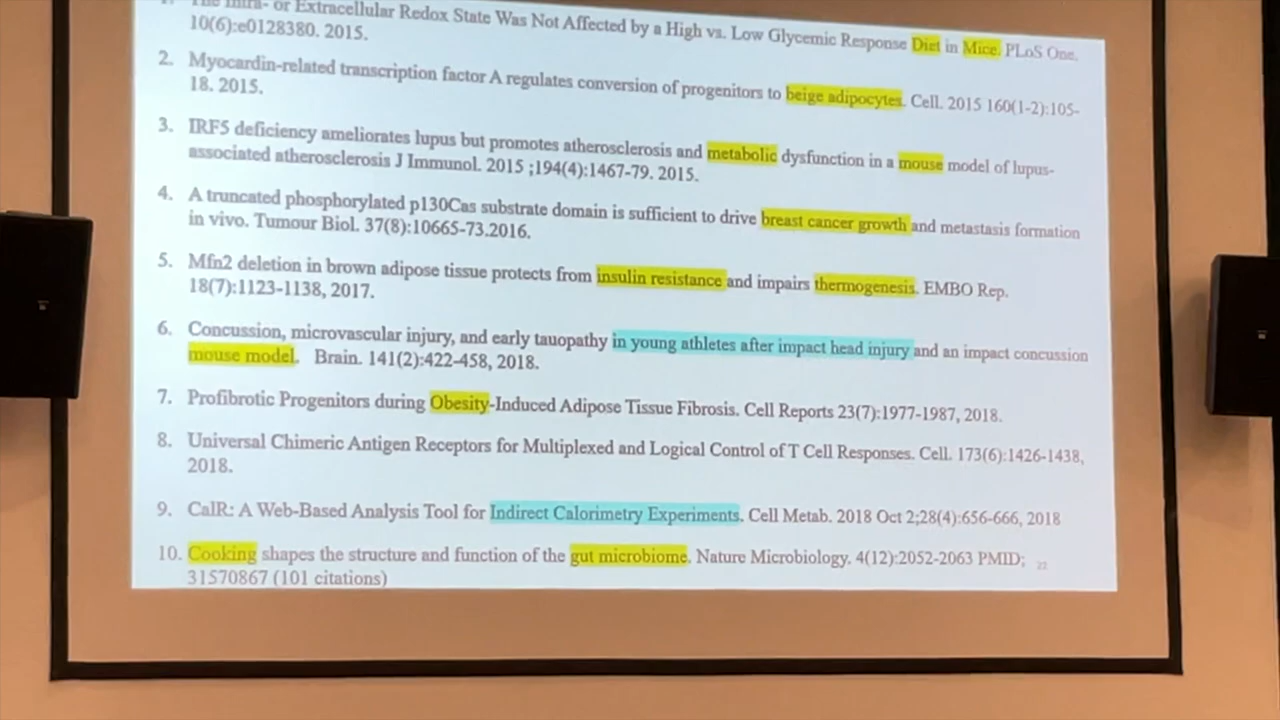 The Intra- or Extracellular Redox State Was Not Affected by a High vs. Low Glycemic Response Diet in Mice. PLoS One.
10(6):e0128380. 2015.
2. Myocardin-related transcription factor A regulates conversion of progenitors to beige adipocytes. Cell. 2015 160(1-2):105-
18. 2015.
3. IRF5 deficiency ameliorates lupus but promotes atherosclerosis and metabolic dysfunction in a mouse model of lupus-
associated atherosclerosis J Immunol. 2015 ;194(4):1467-79. 2015.
4. A truncated phosphorylated p130Cas substrate domain is sufficient to drive breast cancer growth and metastasis formation
in vivo. Tumour Biol. 37(8):10665-73.2016.
5. Mfn2 deletion in brown adipose tissue protects from insulin resistance and impairs thermogenesis. EMBO Rep.
18(7):1123-1138, 2017.
6. Concussion, microvascular injury, and early tauopathy in young athletes after impact head injury and an impact concussion
mouse model. Brain. 141(2):422-458, 2018.
7. Profibrotic Progenitors during Obesity-Induced Adipose Tissue Fibrosis. Cell Reports 23(7):1977-1987, 2018.
8. Universal Chimeric Antigen Receptors for Multiplexed and Logical Control of T Cell Responses. Cell. 173(6):1426-1438,
2018.
9. CalR: A Web-Based Analysis Tool for Indirect Calorimetry Experiments. Cell Metab. 2018 Oct 2;28(4):656-666, 2018
10. Cooking shapes the structure and function of the gut microbiome. Nature Microbiology. 4(12):2052-2063 PMID;
31570867 (101 citations)
22